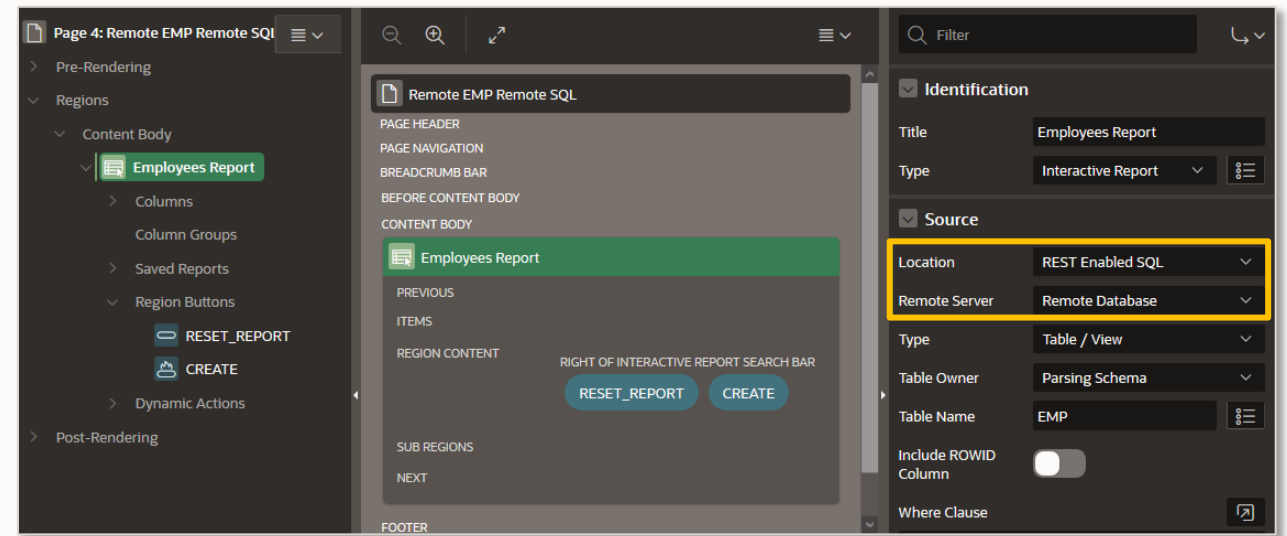 Page 4: Remote EMP Remote SQL
Pre-Rendering
Regions
Content Body
Employees Report
Columns
Column Groups
Saved Reports
Region Buttons
RESET_REPORT
CREATE
Dynamic Actions
Post-Rendering
Remote EMP Remote SQL
PAGE HEADER
PAGE NAVIGATION
BREADCRUMB BAR
BEFORE CONTENT BODY
CONTENT BODY
Employees Report
PREVIOUS
ITEMS
REGION CONTENT
RIGHT OF INTERACTIVE REPORT SEARCH BAR
RESET_REPORT CREATE
SUB REGIONS
NEXT
FOOTER
Filter
Identification
Title Employees Report
Type Interactive Report
Source
Location REST Enabled SQL
Remote Server Remote Database
Type Table / View
Table Owner Parsing Schema
Table Name EMP
Include ROWID
Column
Where Clause